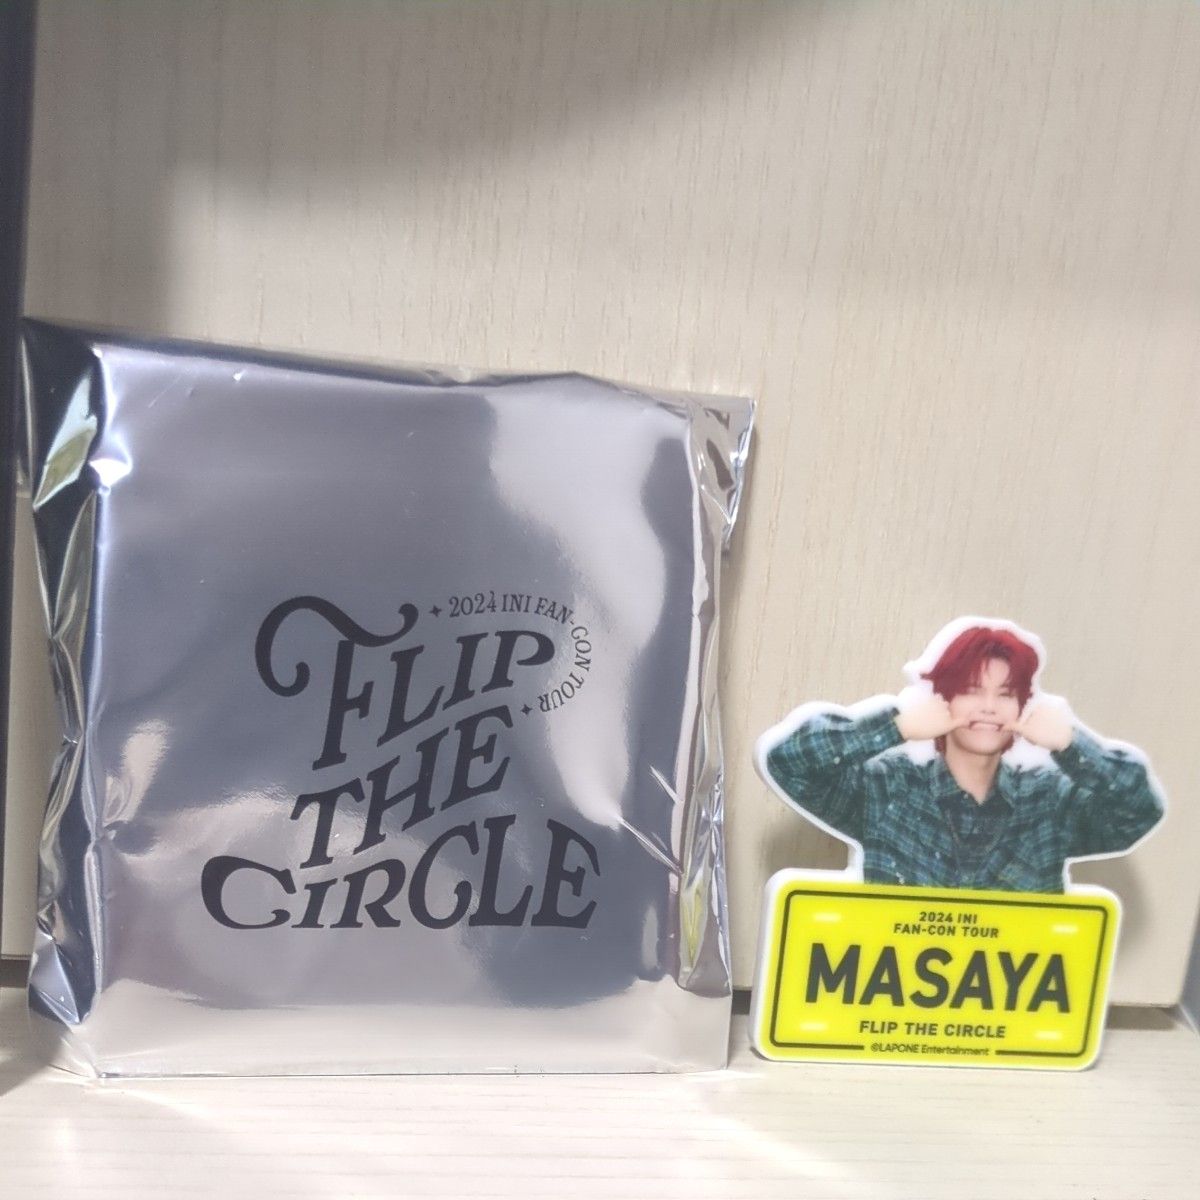 2024 INI FAN-CON TOUR
FLIP
THE
CIRCLE
2024 INI
FAN-CON TOUR
MASAYA
FLIP THE CIRCLE
©LAPONE Entertainment